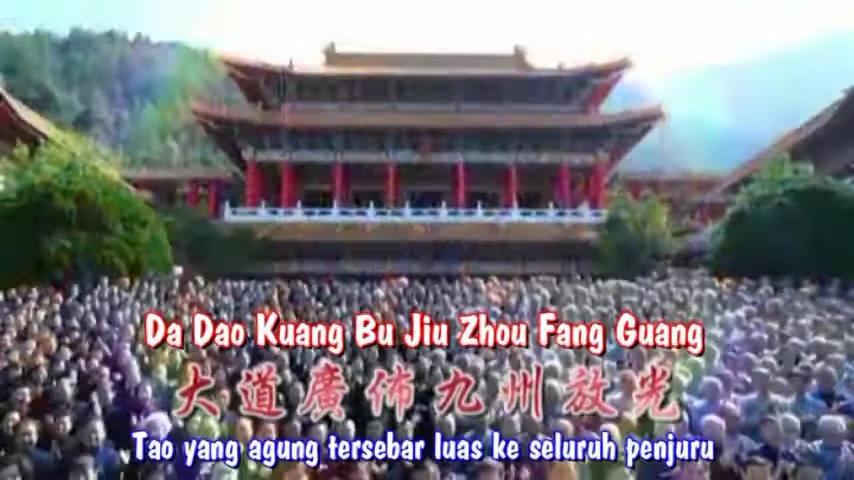 Da Dao Kuang Bu Jiu Zhou Fang Guang
大道廣佈九州放光
Tao yang agung tersebar luas ke seluruh penjuru